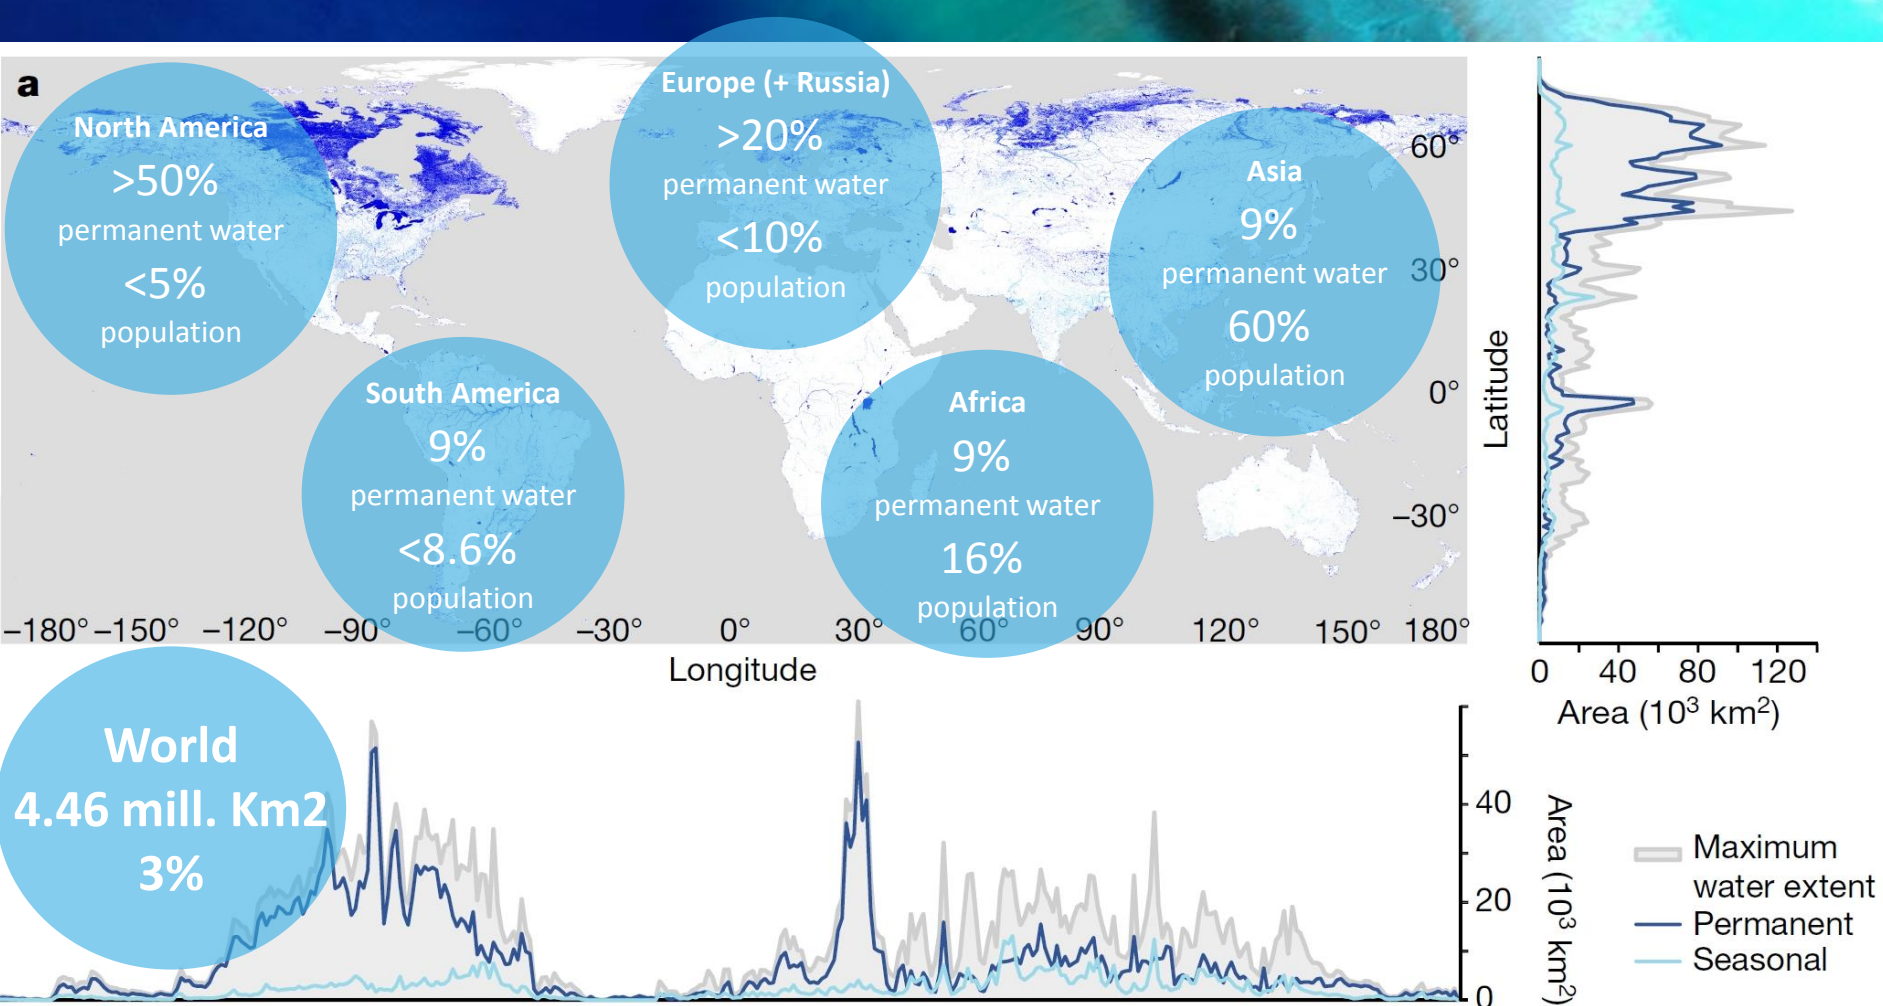 a
North America
>50%
permanent water
<5%
population
Europe (+ Russia)
>20%
permanent water
<10%
population
Asia
9%
permanent water
60%
population
South America
9%
permanent water
<8.6%
population
Africa
9%
permanent water
16%
population
60°
30°
0°
−30°
Latitude
−180° −150° −120° −90° −60° −30° 0° 30° 60° 90° 120° 150° 180°
Longitude
0 40 80 120
Area (10³ km²)
World
4.46 mill. Km2
3%
40
20
0
Area (10³ km²)
Maximum
water extent
Permanent
Seasonal